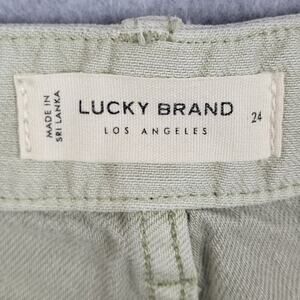 MADE IN
SRI LANKA
LUCKY BRAND
LOS ANGELES
24